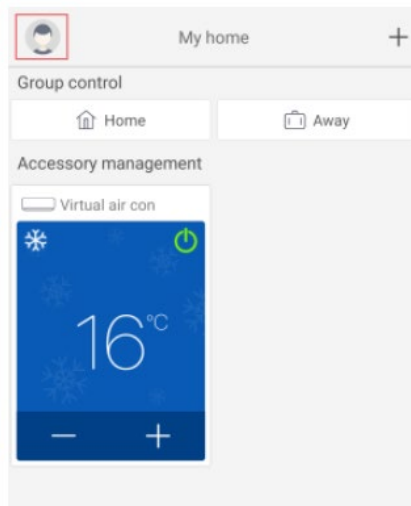 My home +
Group control
Home Away
Accessory management
Virtual air con
16°C
− +